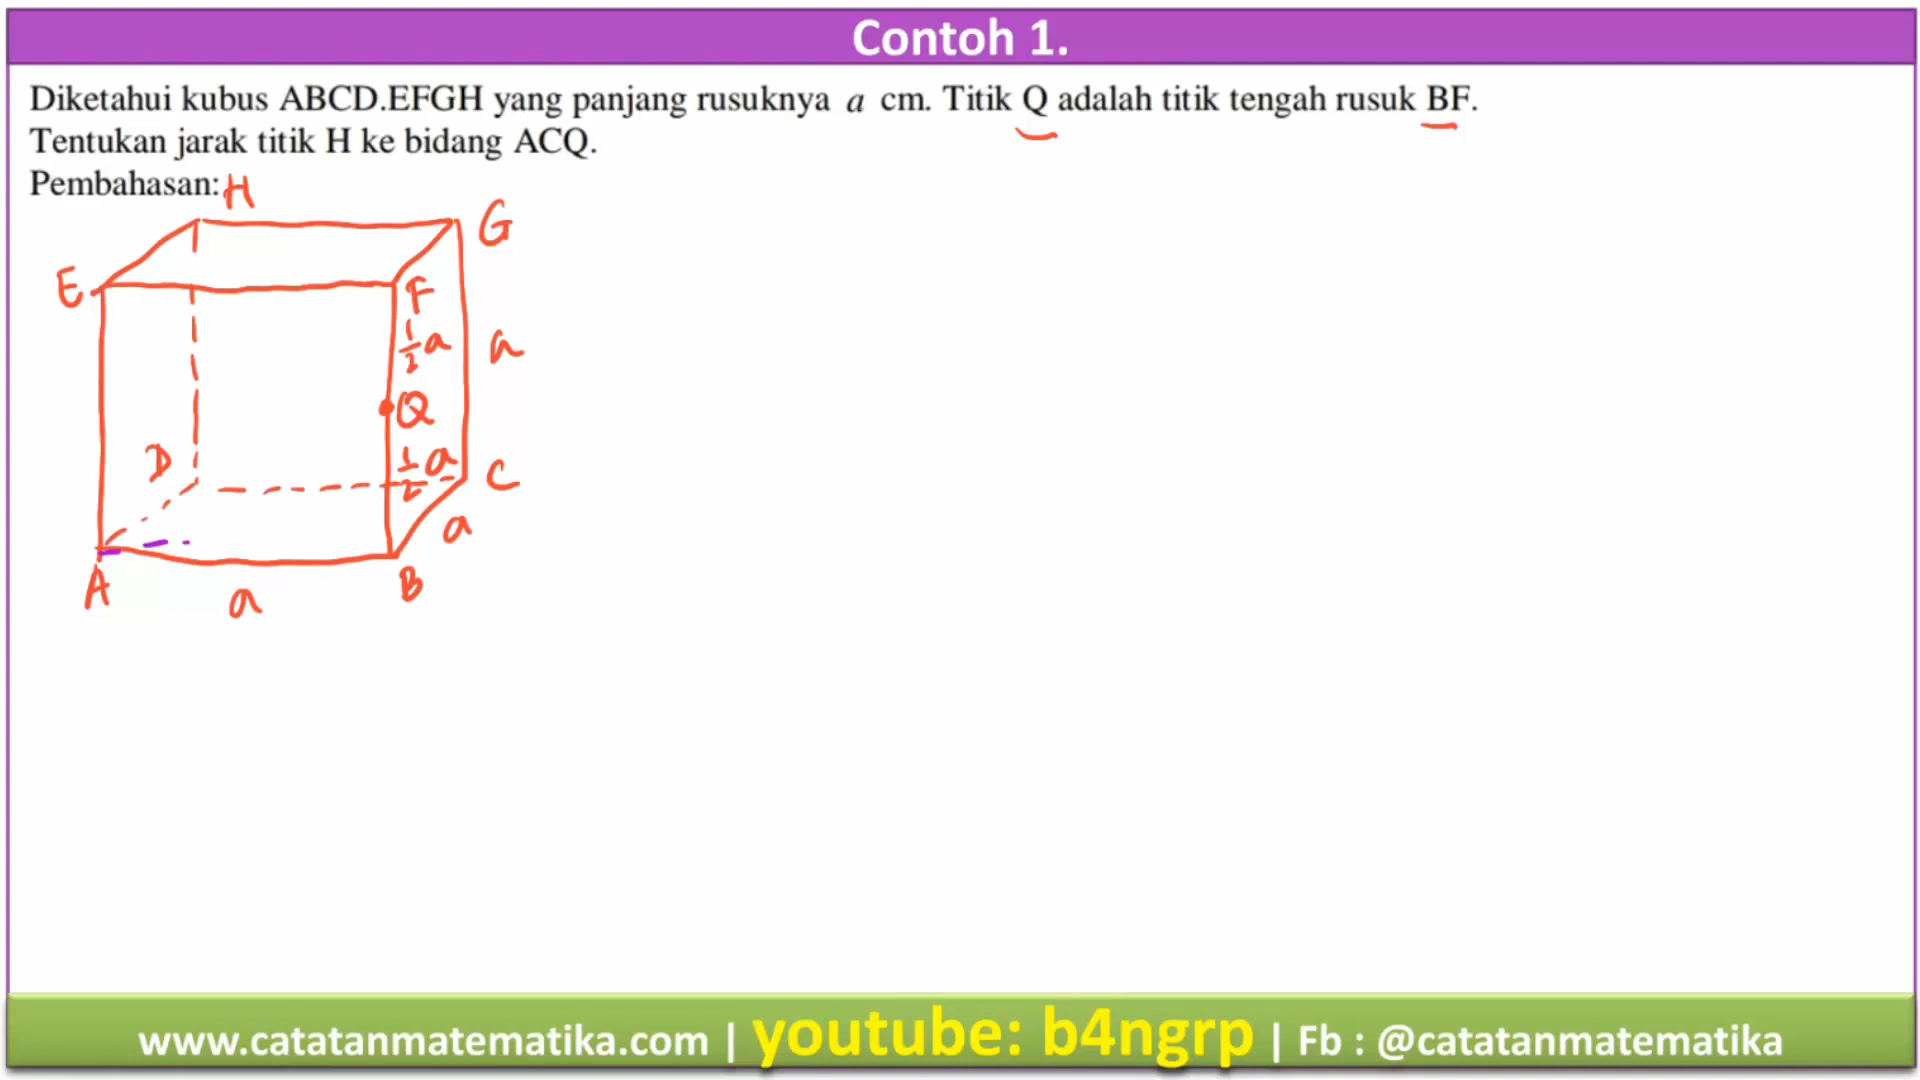 Contoh 1.
Diketahui kubus ABCD.EFGH yang panjang rusuknya a cm. Titik Q adalah titik tengah rusuk BF.
Tentukan jarak titik H ke bidang ACQ.
Pembahasan:
H
G
E
F
1/2 a
a
Q
D
1/2 a
C
a
A
B
a
www.catatanmatematika.com | youtube: b4ngrp | Fb : @catatanmatematika